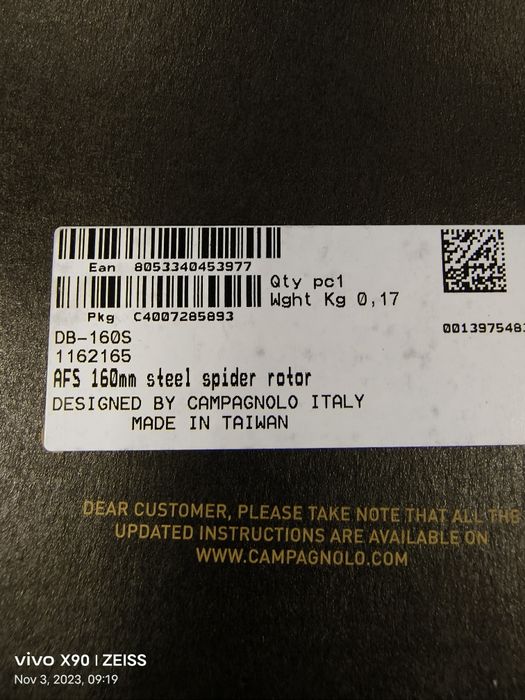 Ean 8053340453977
Qty pc1
Wght Kg 0,17
Pkg C4007285893
DB-160S
1162165
AFS 160mm steel spider rotor
DESIGNED BY CAMPAGNOLO ITALY
MADE IN TAIWAN
DEAR CUSTOMER, PLEASE TAKE NOTE THAT ALL THE
UPDATED INSTRUCTIONS ARE AVAILABLE ON
WWW.CAMPAGNOLO.COM
vivo X90 | ZEISS
Nov 3, 2023, 09:19